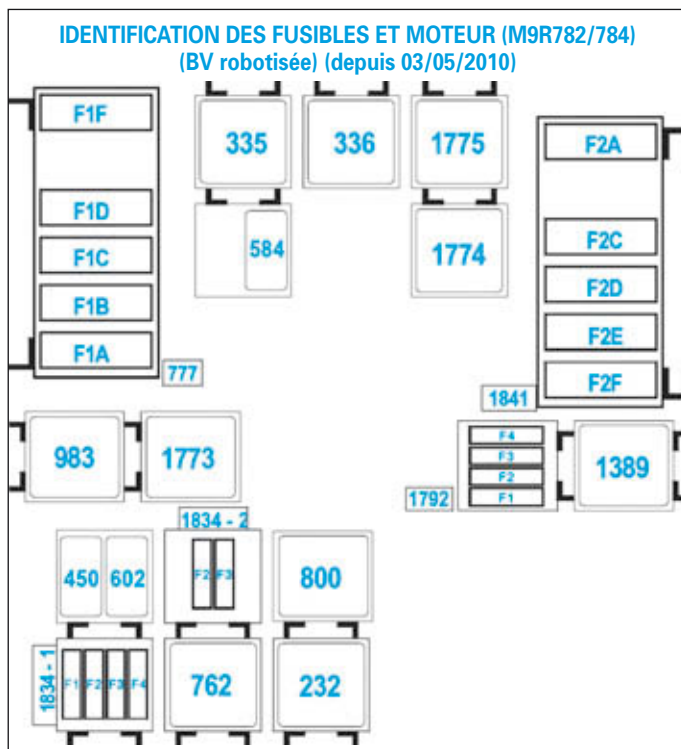 IDENTIFICATION DES FUSIBLES ET MOTEUR (M9R782/784)
(BV robotisée) (depuis 03/05/2010)
F1F
F1D
F1C
F1B
F1A
777
335
336
1775
584
1774
F2A
F2C
F2D
F2E
F2F
1841
983
1773
F4
F3
F2
F1
1792
1389
1834 - 2
450
602
F2
F3
800
1834 - 1
F1
F2
F3
F4
762
232